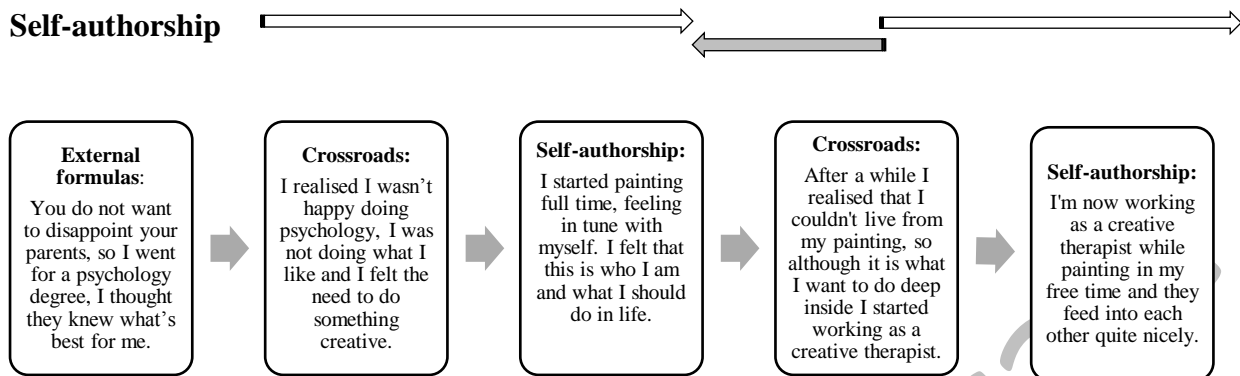 Self-authorship
External
formulas:
You do not want
to disappoint your
parents, so I went
for a psychology
degree, I thought
they knew what’s
best for me.
Crossroads:
I realised I wasn’t
happy doing
psychology, I was
not doing what I
like and I felt the
need to do
something
creative.
Self-authorship:
I started painting
full time, feeling
in tune with
myself. I felt that
this is who I am
and what I should
do in life.
Crossroads:
After a while I
realised that I
couldn't live from
my painting, so
although it is what
I want to do deep
inside I started
working as a
creative therapist.
Self-authorship:
I'm now working
as a creative
therapist while
painting in my
free time and they
feed into each
other quite nicely.